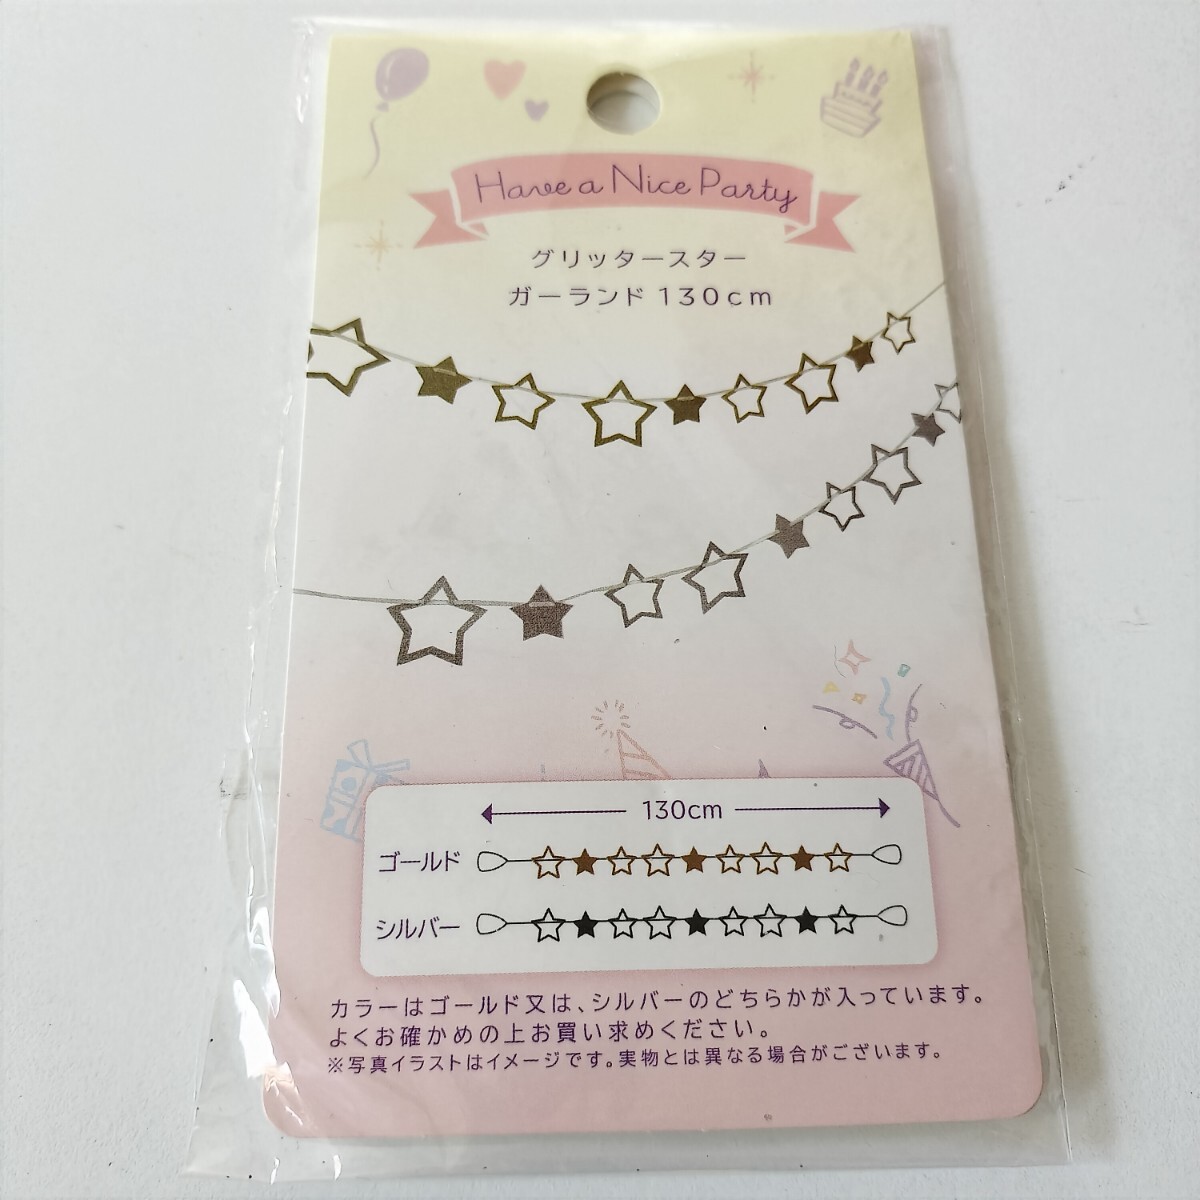 Have a Nice Party
グリッタースター
ガーランド 130cm
130cm
ゴールド
シルバー
カラーはゴールド又は、シルバーのどちらかが入っています。
よくお確かめの上お買い求めください。
※写真イラストはイメージです。実物とは異なる場合がございます。